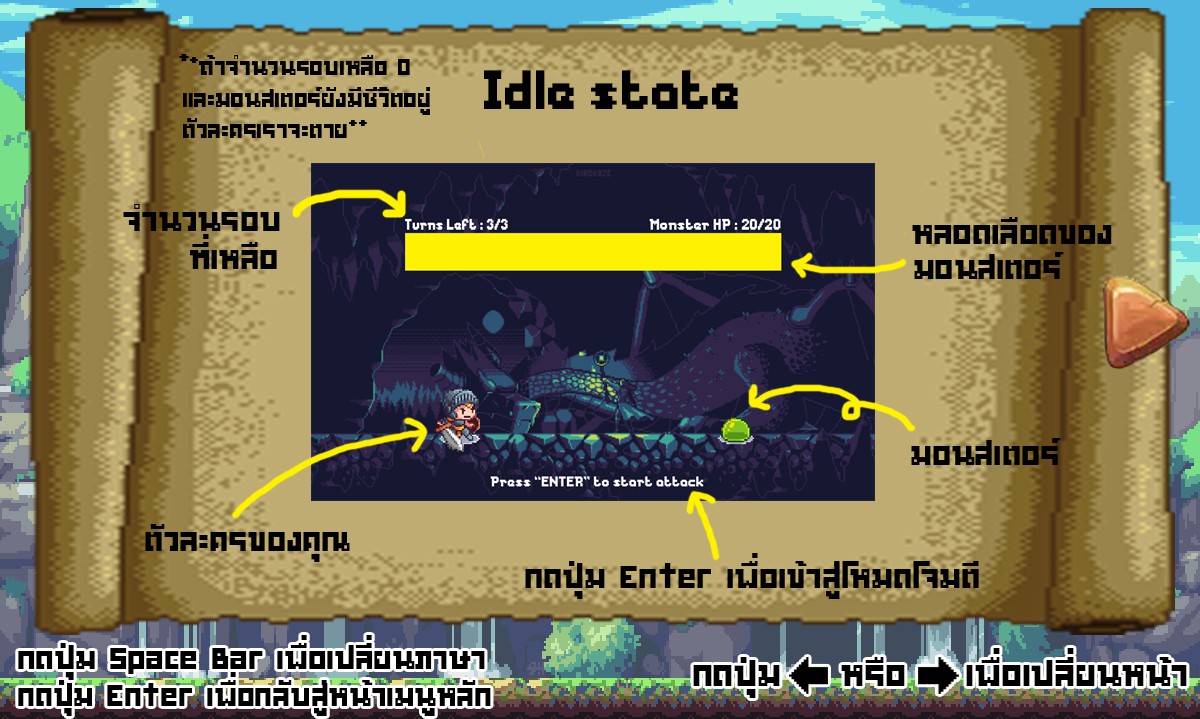 **ถ้าจำนวนรอบเหลือ 0
และมอนสเตอร์ยังมีชีวิตอยู่
ตัวละครเราจะตาย**
Idle state
จำนวนรอบ
ที่เหลือ
Turns Left : 3/3
Monster HP : 20/20
หลอดเลือดของ
มอนสเตอร์
มอนสเตอร์
Press "ENTER" to start attack
ตัวละครของคุณ
กดปุ่ม Enter เพื่อเข้าสู่โหมดโจมตี
กดปุ่ม Space Bar เพื่อเปลี่ยนภาษา
กดปุ่ม Enter เพื่อกลับสู่หน้าเมนูหลัก
กดปุ่ม ← หรือ → เพื่อเปลี่ยนหน้า